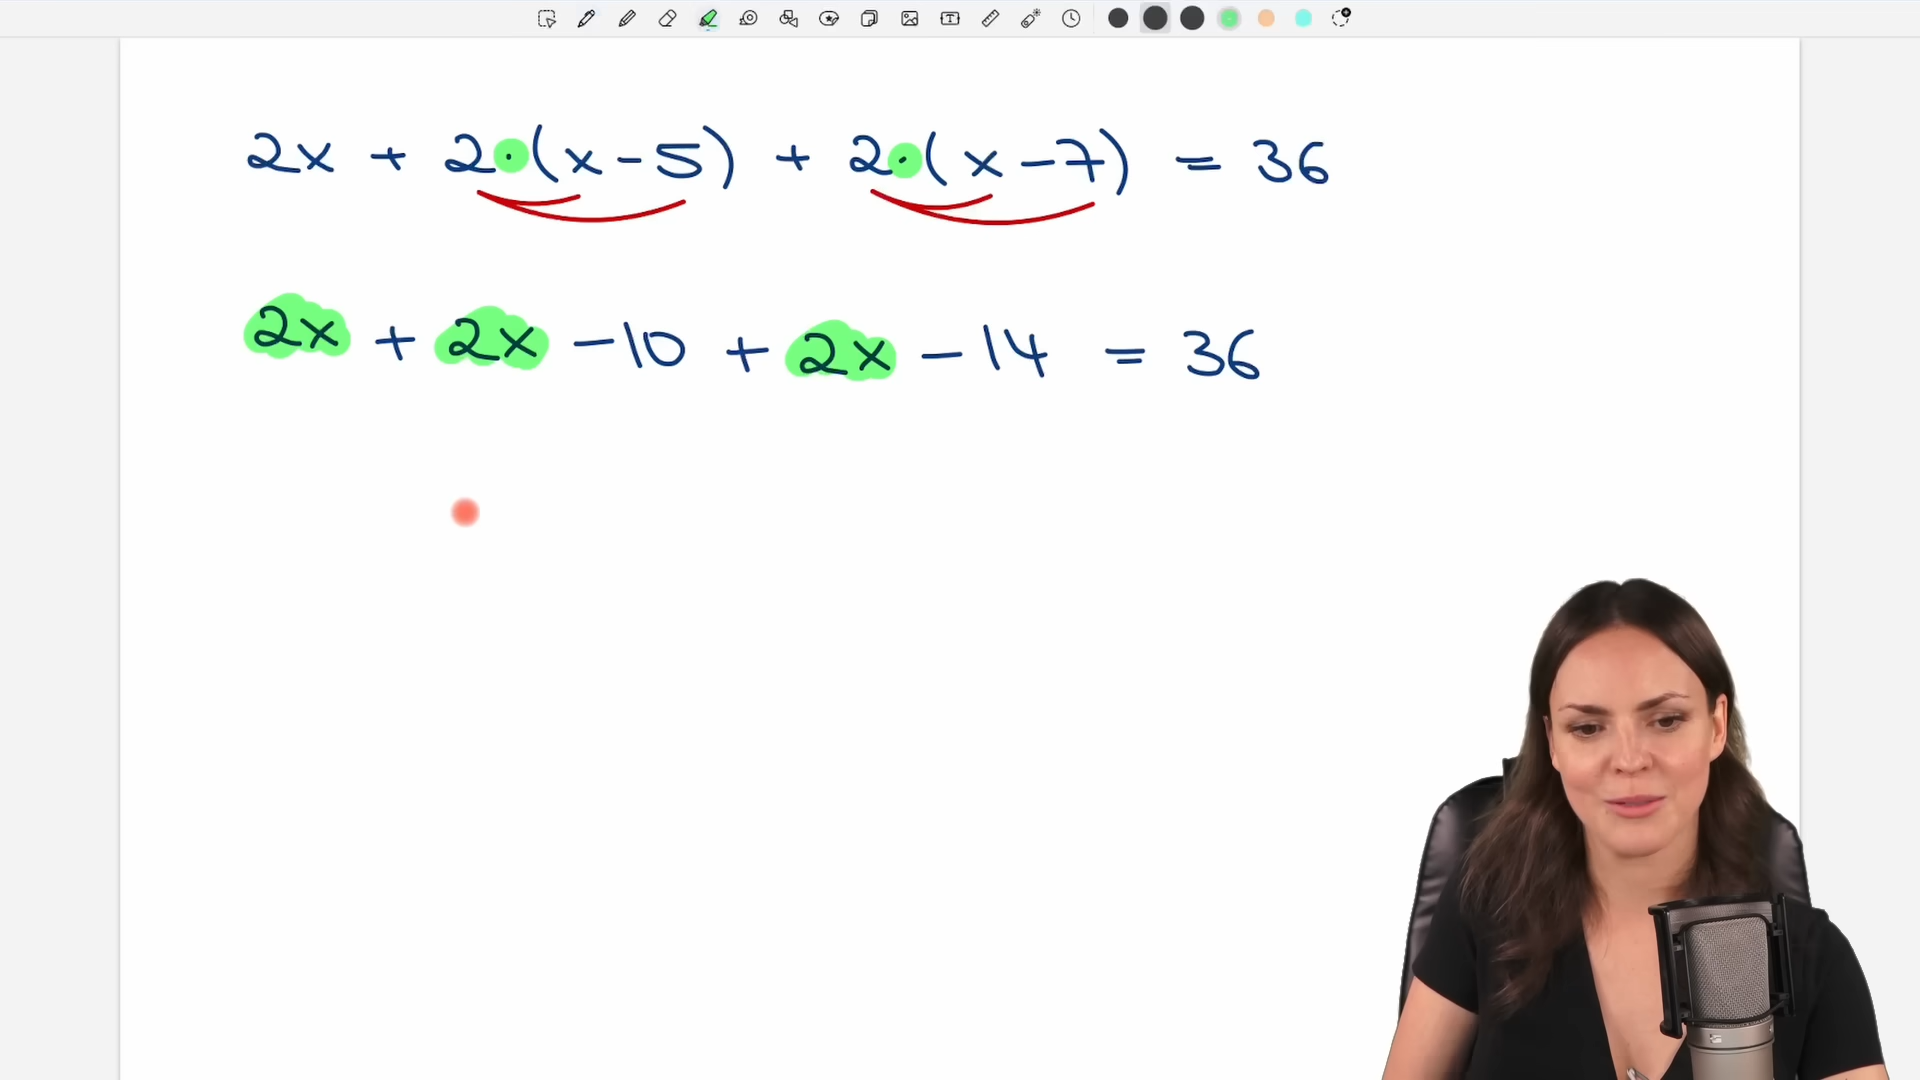 2x + 2·(x-5) + 2·(x-7) = 36
2x + 2x -10 + 2x - 14 = 36